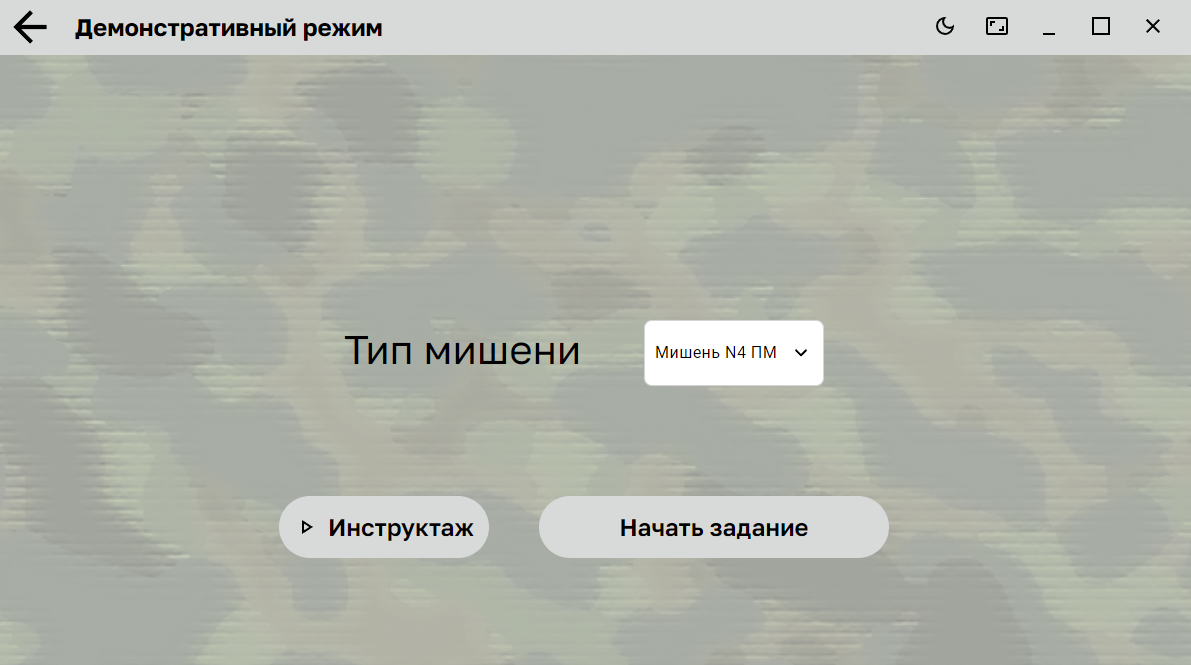 Демонстративный режим
Тип мишени
Мишень N4 ПМ
Инструктаж
Начать задание